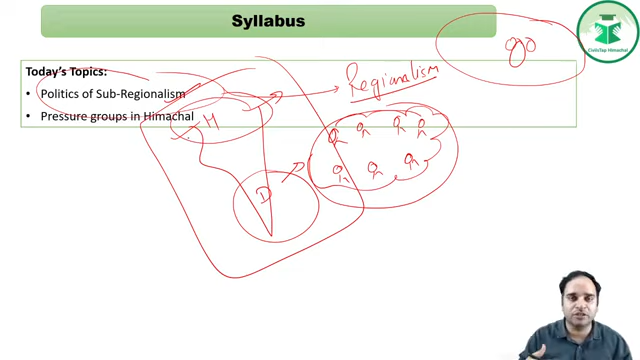 Syllabus
CivilsTap Himachal
Today's Topics:
Regionalism
• Politics of Sub-Regionalism
• Pressure groups in Himachal
H
D